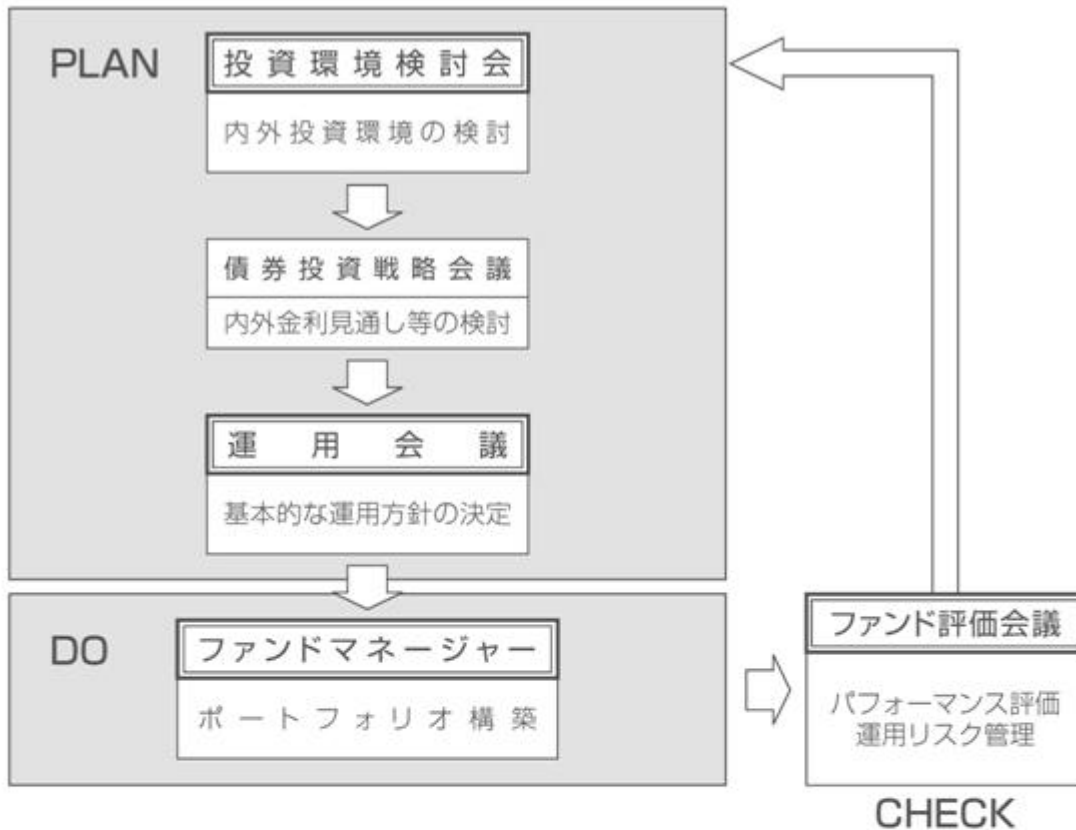 PLAN
投資環境検討会
内外投資環境の検討
債券投資戦略会議
内外金利見通し等の検討
運用会議
基本的な運用方針の決定
DO
ファンドマネージャー
ポートフォリオ構築
ファンド評価会議
パフォーマンス評価
運用リスク管理
CHECK